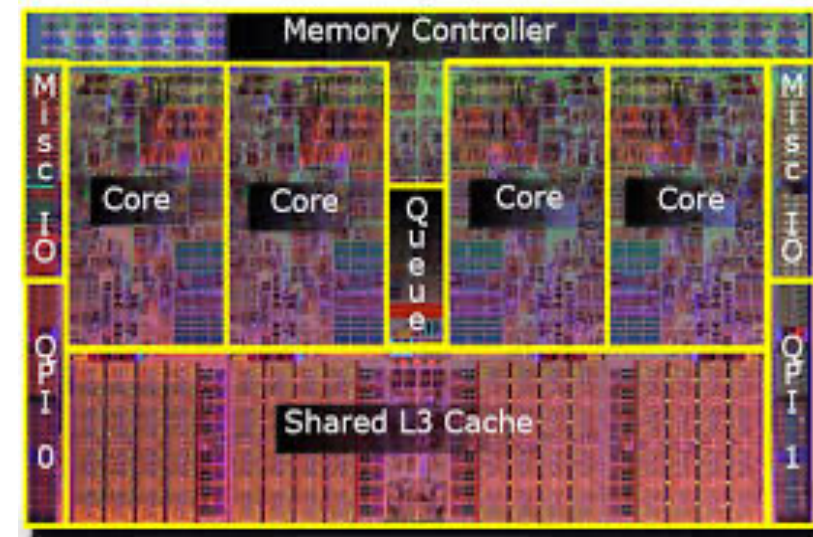 Memory Controller
Misc IO
Core
Core
Queue
Core
Core
Misc IO
QPI 0
Shared L3 Cache
QPI 1